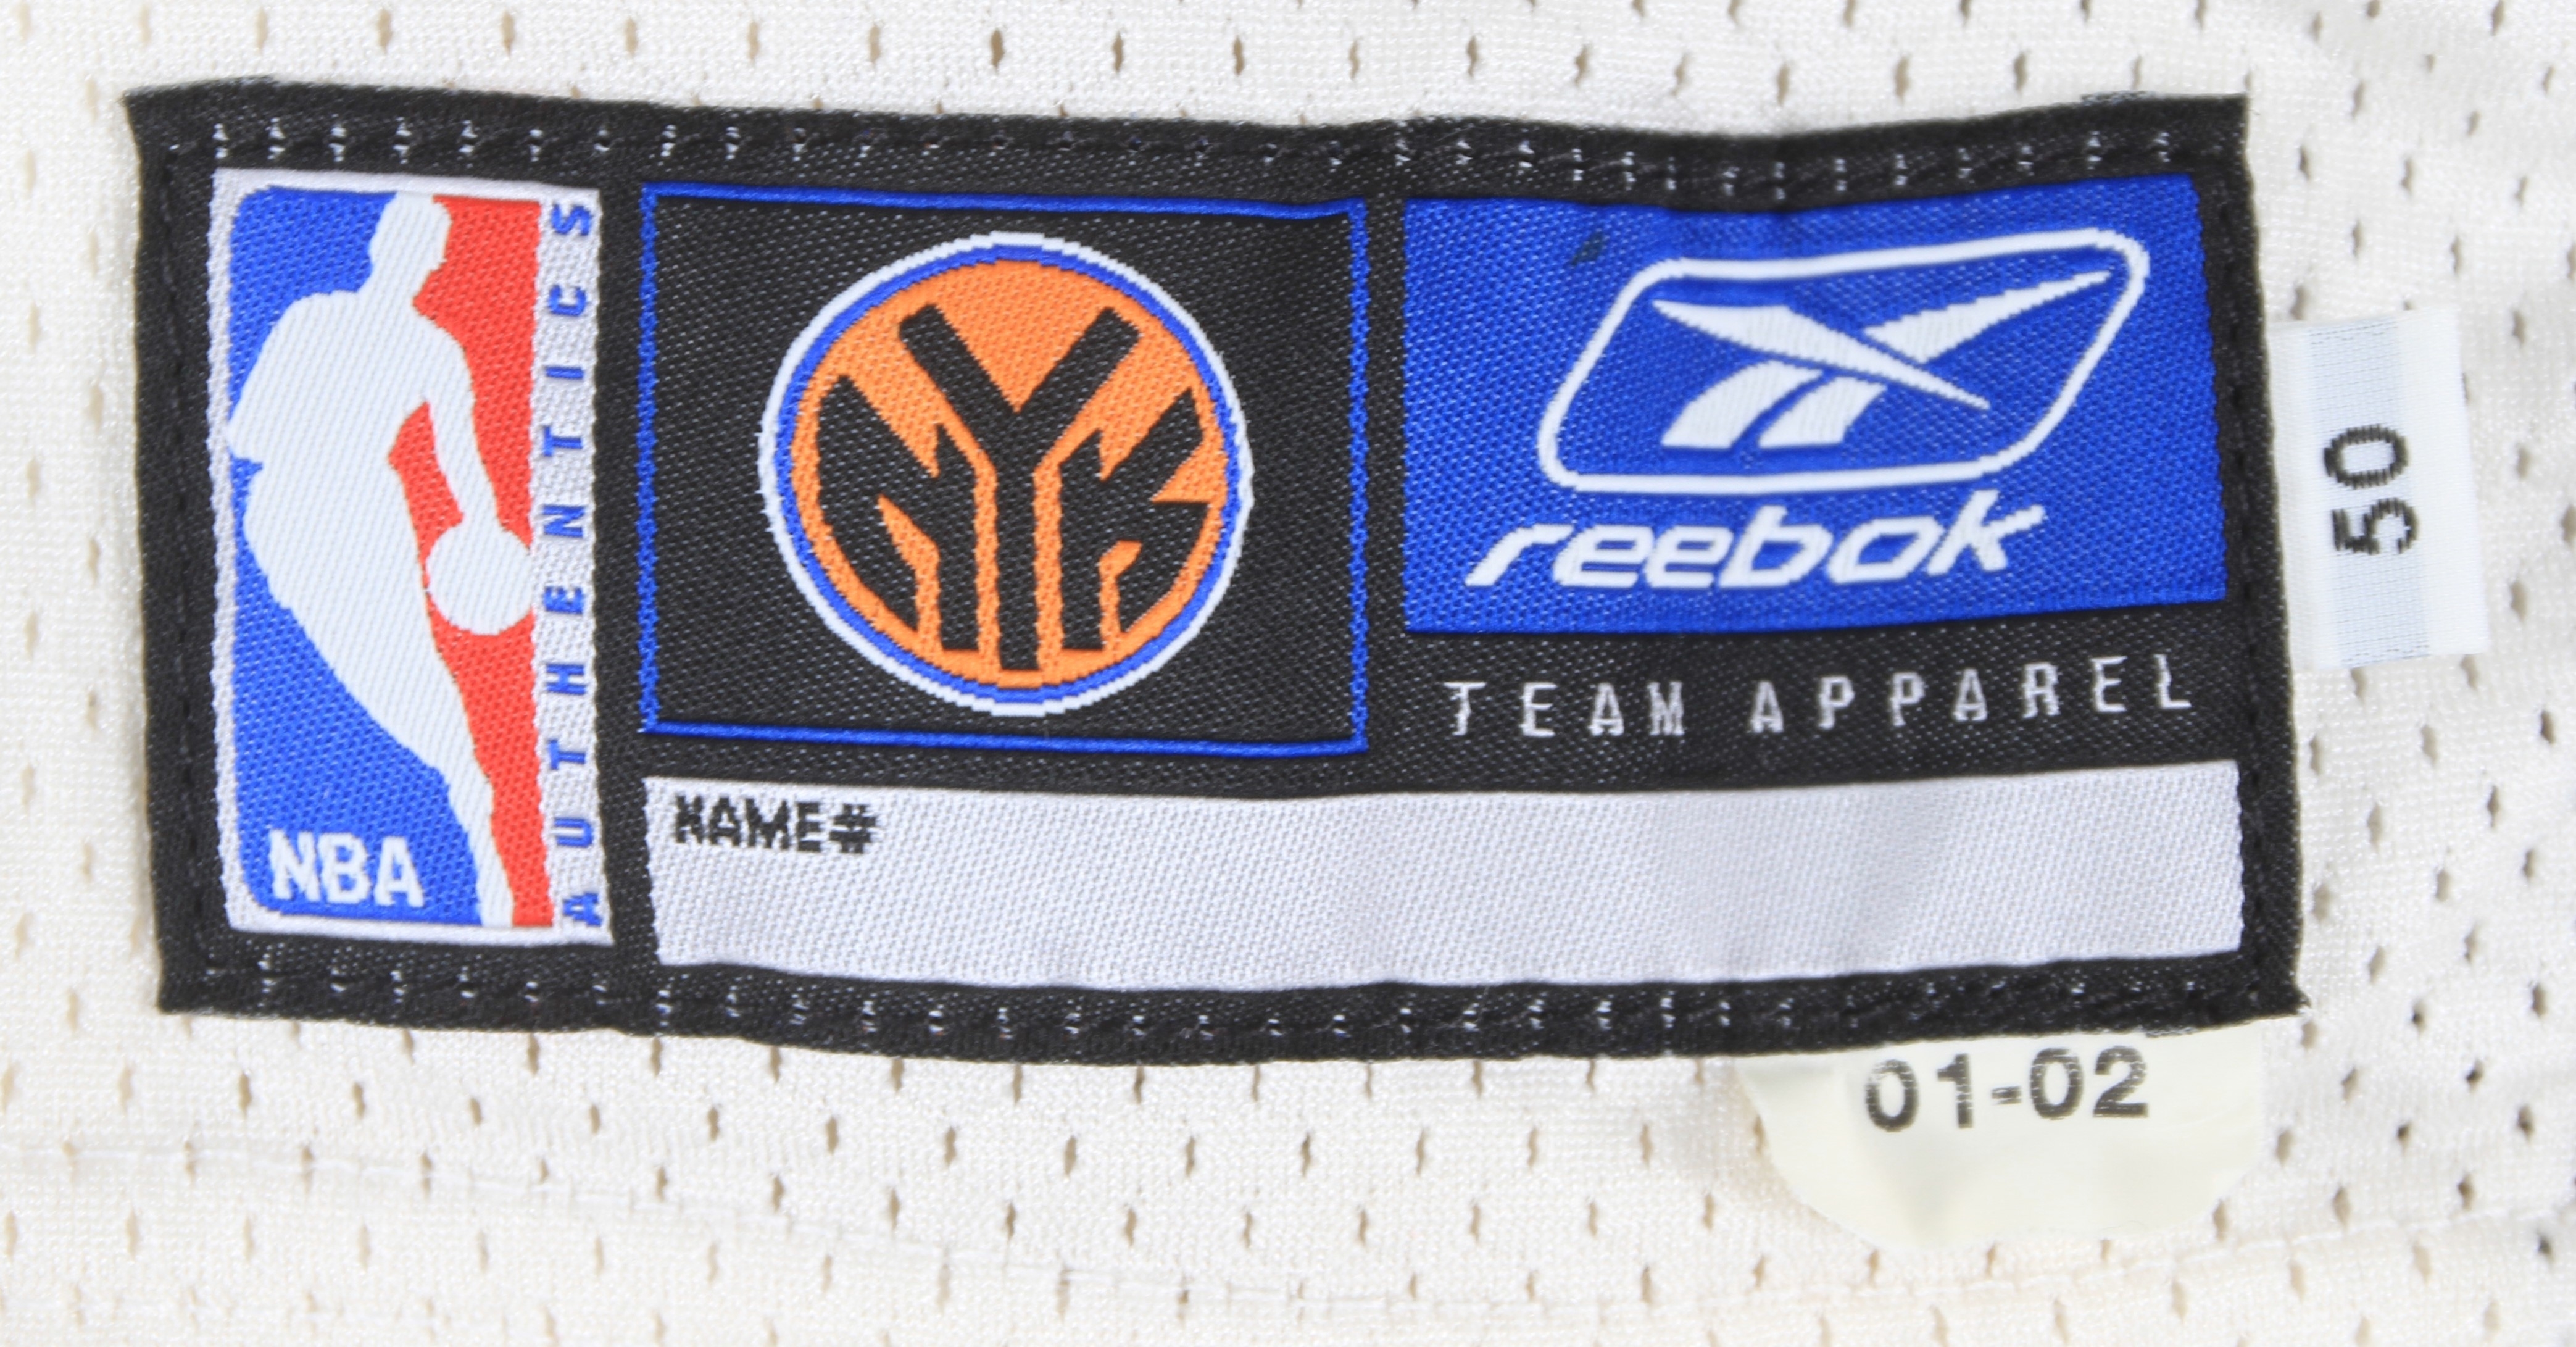 NBA
AUTHENTICS
NYK
reebok
TEAM APPAREL
50
NAME#
01-02